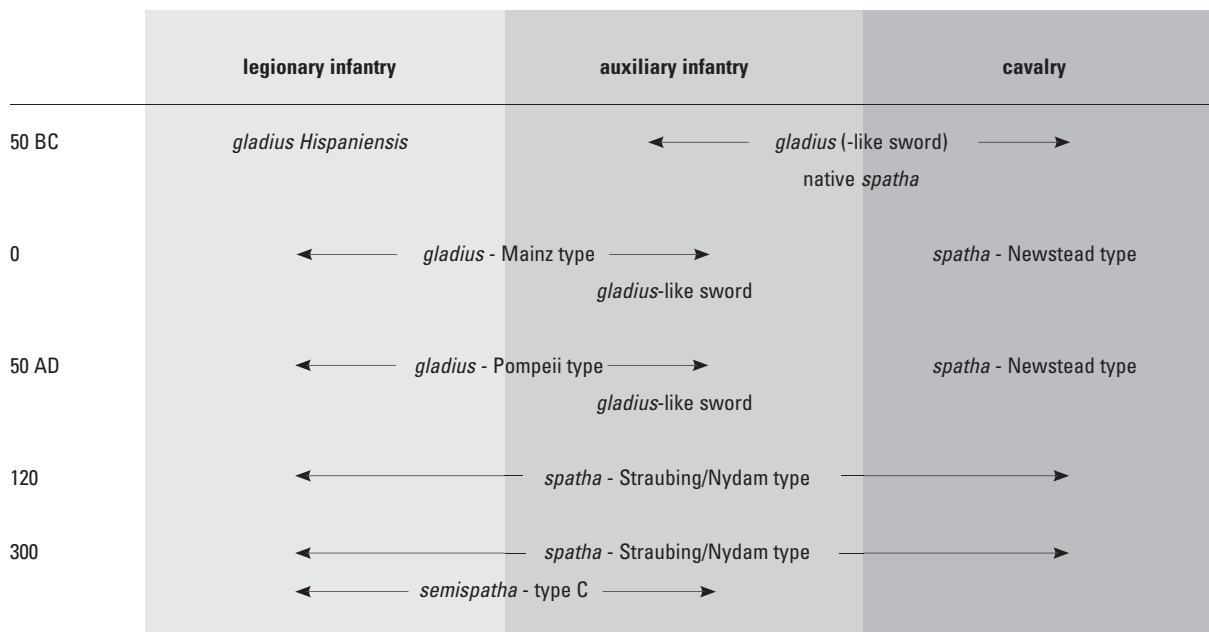 legionary infantry auxiliary infantry cavalry
50 BC gladius Hispaniensis gladius (-like sword)
native spatha
0 gladius - Mainz type spatha - Newstead type
gladius-like sword
50 AD gladius - Pompeii type spatha - Newstead type
gladius-like sword
120 spatha - Straubing/Nydam type
300 spatha - Straubing/Nydam type
semispatha - type C